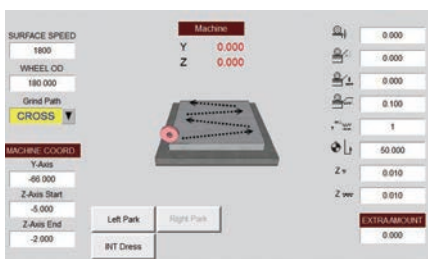 SURFACE SPEED
1800
WHEEL OD
180.000
Grind Path
CROSS
MACHINE COORD
Y-Axis
-66.000
Z-Axis Start
-5.000
Z-Axis End
-2.000
Machine
Y 0.000
Z 0.000
Left Park
Right Park
INT Dress
0.000
0.000
0.000
0.100
1
50.000
Z 0.010
Z 0.010
EXTRAAMOUNT
0.000